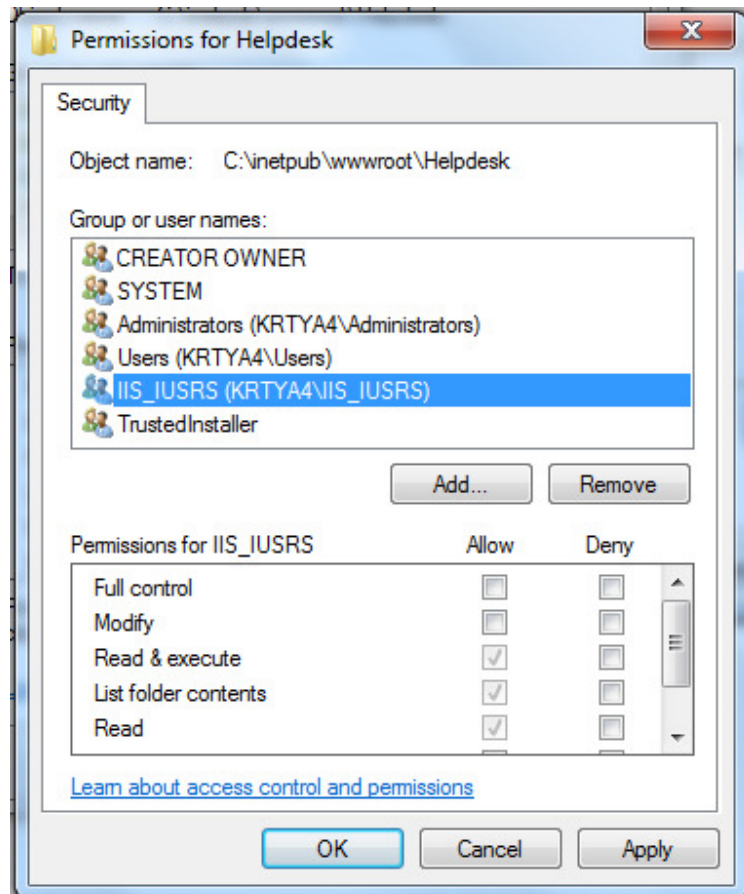 Permissions for Helpdesk
Security
Object name: C:\inetpub\wwwroot\Helpdesk
Group or user names:
CREATOR OWNER
SYSTEM
Administrators (KRTYA4\Administrators)
Users (KRTYA4\Users)
IIS_IUSRS (KRTYA4\IIS_IUSRS)
TrustedInstaller
Add... Remove
Permissions for IIS_IUSRS Allow Deny
Full control
Modify
Read & execute
List folder contents
Read
Learn about access control and permissions
OK Cancel Apply